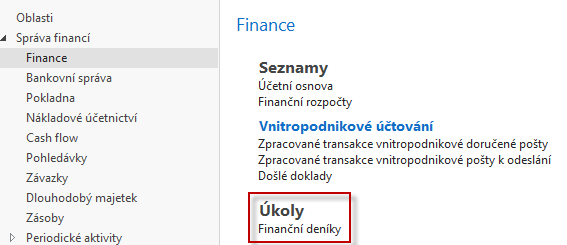 Oblasti
Správa financí
Finance
Bankovní správa
Pokladna
Nákladové účetnictví
Cash flow
Pohledávky
Závazky
Dlouhodobý majetek
Zásoby
Periodické aktivity
Finance
Seznamy
Účetní osnova
Finanční rozpočty
Vnitropodnikové účtování
Zpracované transakce vnitropodnikové doručené pošty
Zpracované transakce vnitropodnikové pošty k odeslání
Došlé doklady
Úkoly
Finanční deníky